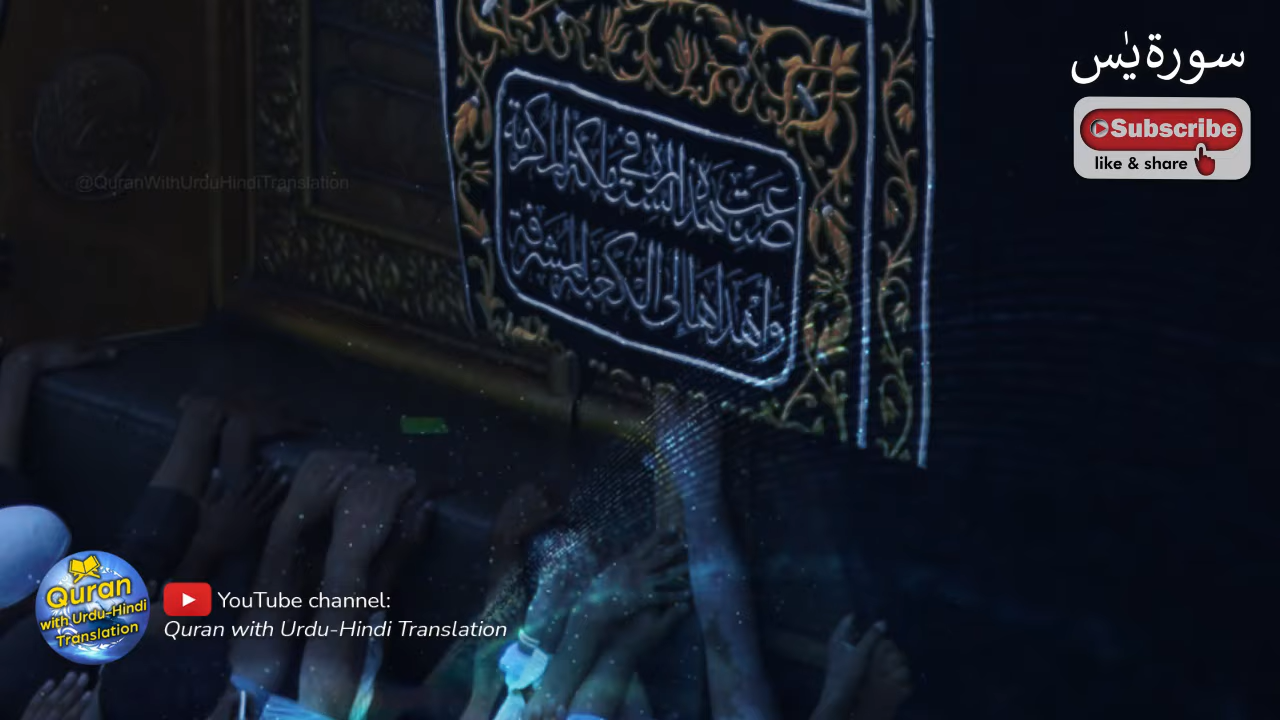 سورة يٰس
Subscribe
like & share
@QuranWithUrduHindiTranslation
صنعت هذه الستارة في مكة المكرمة
واهداها الى الكعبة المشرفة
Quran
with Urdu-Hindi
Translation
YouTube channel:
Quran with Urdu-Hindi Translation